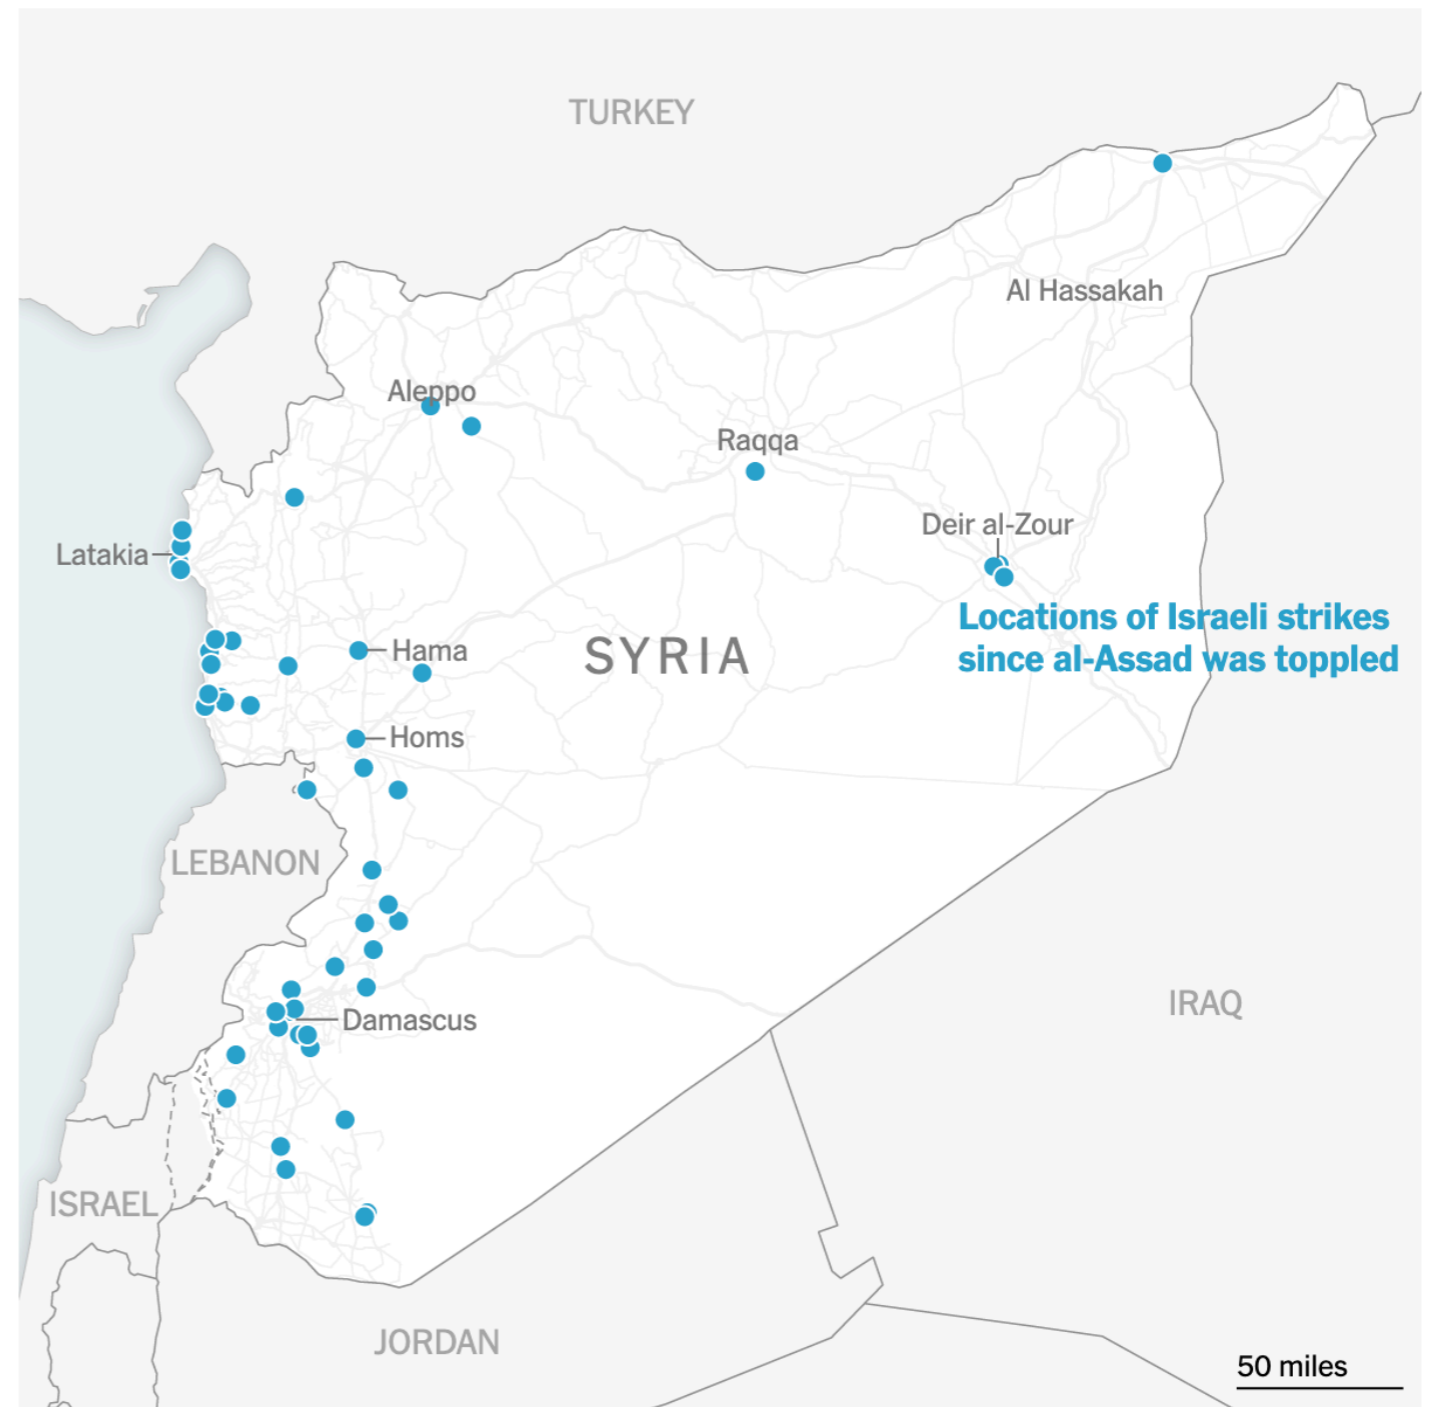 TURKEY
Al Hassakah
Aleppo
Raqqa
Deir al-Zour
Latakia
Locations of Israeli strikes
since al-Assad was toppled
Hama
SYRIA
Homs
LEBANON
IRAQ
Damascus
ISRAEL
JORDAN
50 miles